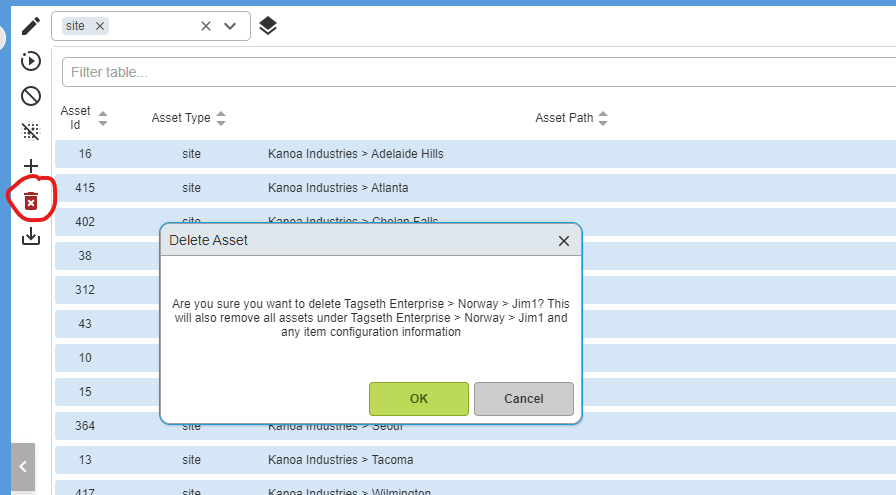 site
Filter table...
Asset Id
Asset Type
Asset Path
16 site Kanoa Industries > Adelaide Hills
415 site Kanoa Industries > Atlanta
402 site Kanoa Industries > Chelan Falls
38
312
43
10
15
364 site Kanoa Industries > Seoul
13 site Kanoa Industries > Tacoma
417 site Kanoa Industries > Wilmington
Delete Asset
Are you sure you want to delete Tagseth Enterprise > Norway > Jim1? This
will also remove all assets under Tagseth Enterprise > Norway > Jim1 and
any item configuration information
OK
Cancel